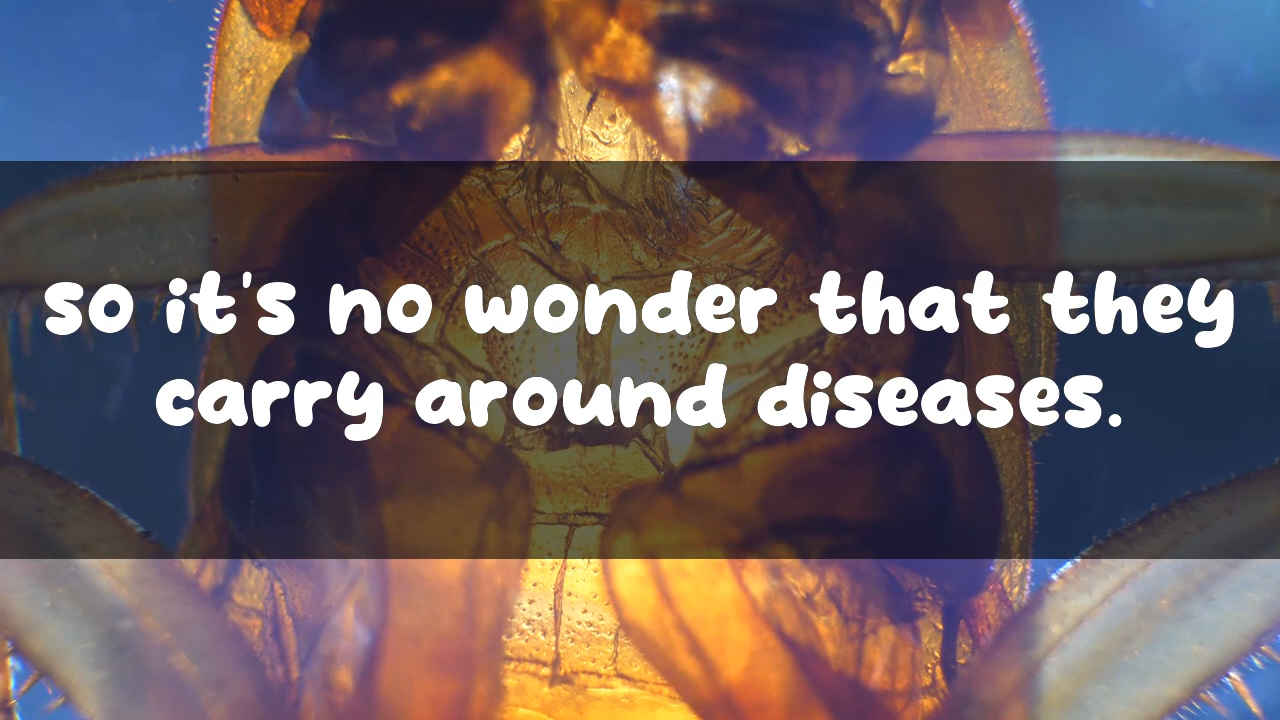 so it's no wonder that they
carry around diseases.